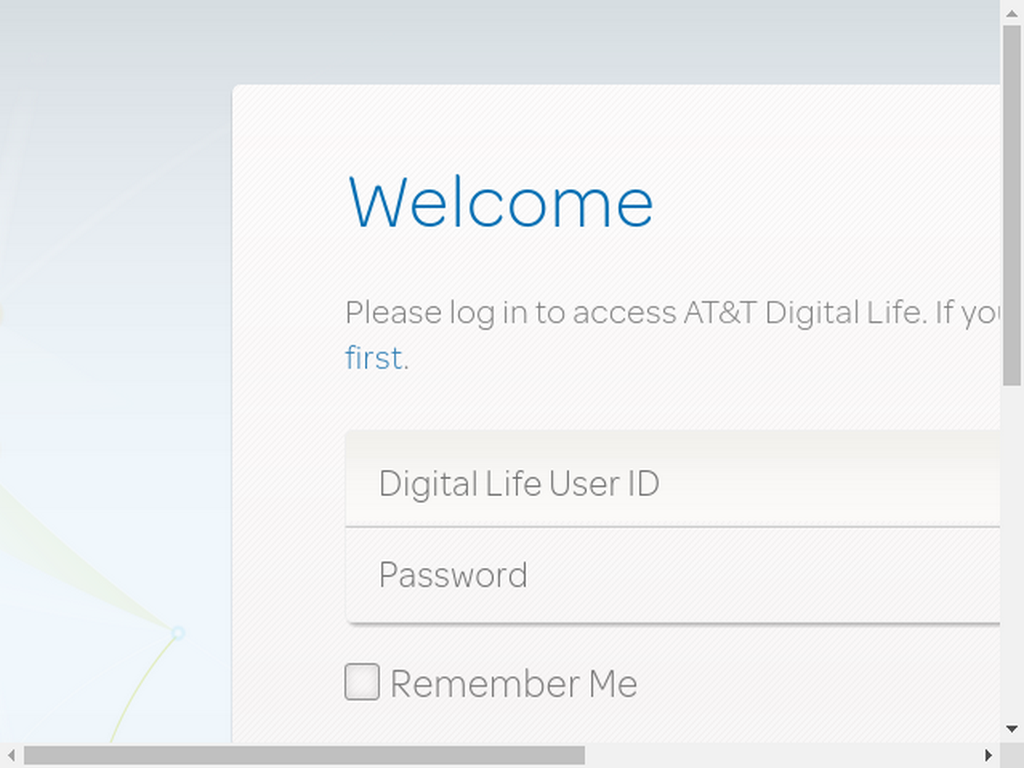 Welcome
Please log in to access AT&T Digital Life. If you
first.
Digital Life User ID
Password
Remember Me